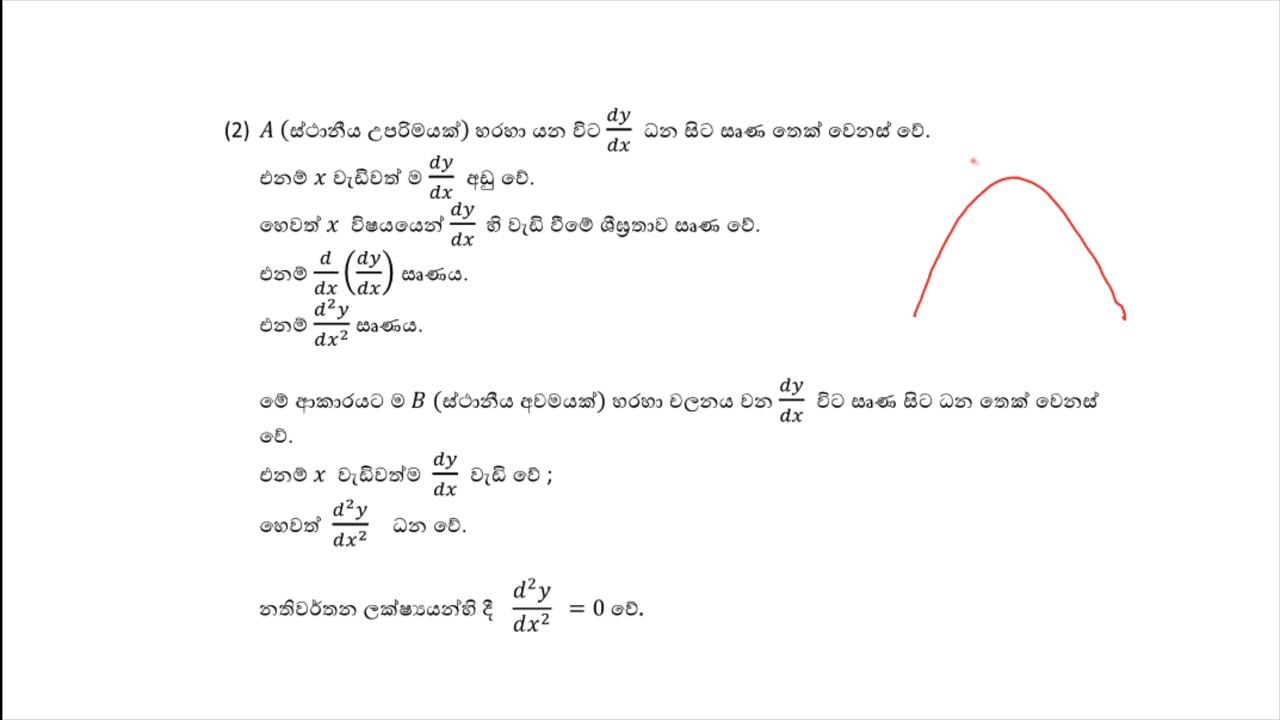 (2) A (ස්ථානීය උපරිමයක්) හරහා යන විට dy/dx ධන සිට සෘණ තෙක් වෙනස් වේ.
එනම් x වැඩිවත් ම dy/dx අඩු වේ.
හෙවත් x විෂයයෙන් dy/dx හි වැඩි වීමේ ශීඝ්‍රතාව සෘණ වේ.
එනම් d/dx (dy/dx) සෘණය.
එනම් d²y/dx² සෘණය.
මේ ආකාරයට ම B (ස්ථානීය අවමයක්) හරහා චලනය වන dy/dx විට සෘණ සිට ධන තෙක් වෙනස්
වේ.
එනම් x වැඩිවත්ම dy/dx වැඩි වේ ;
හෙවත් d²y/dx² ධන වේ.
නතිවර්තන ලක්ෂ්‍යයන්හි දී d²y/dx² = 0 වේ.